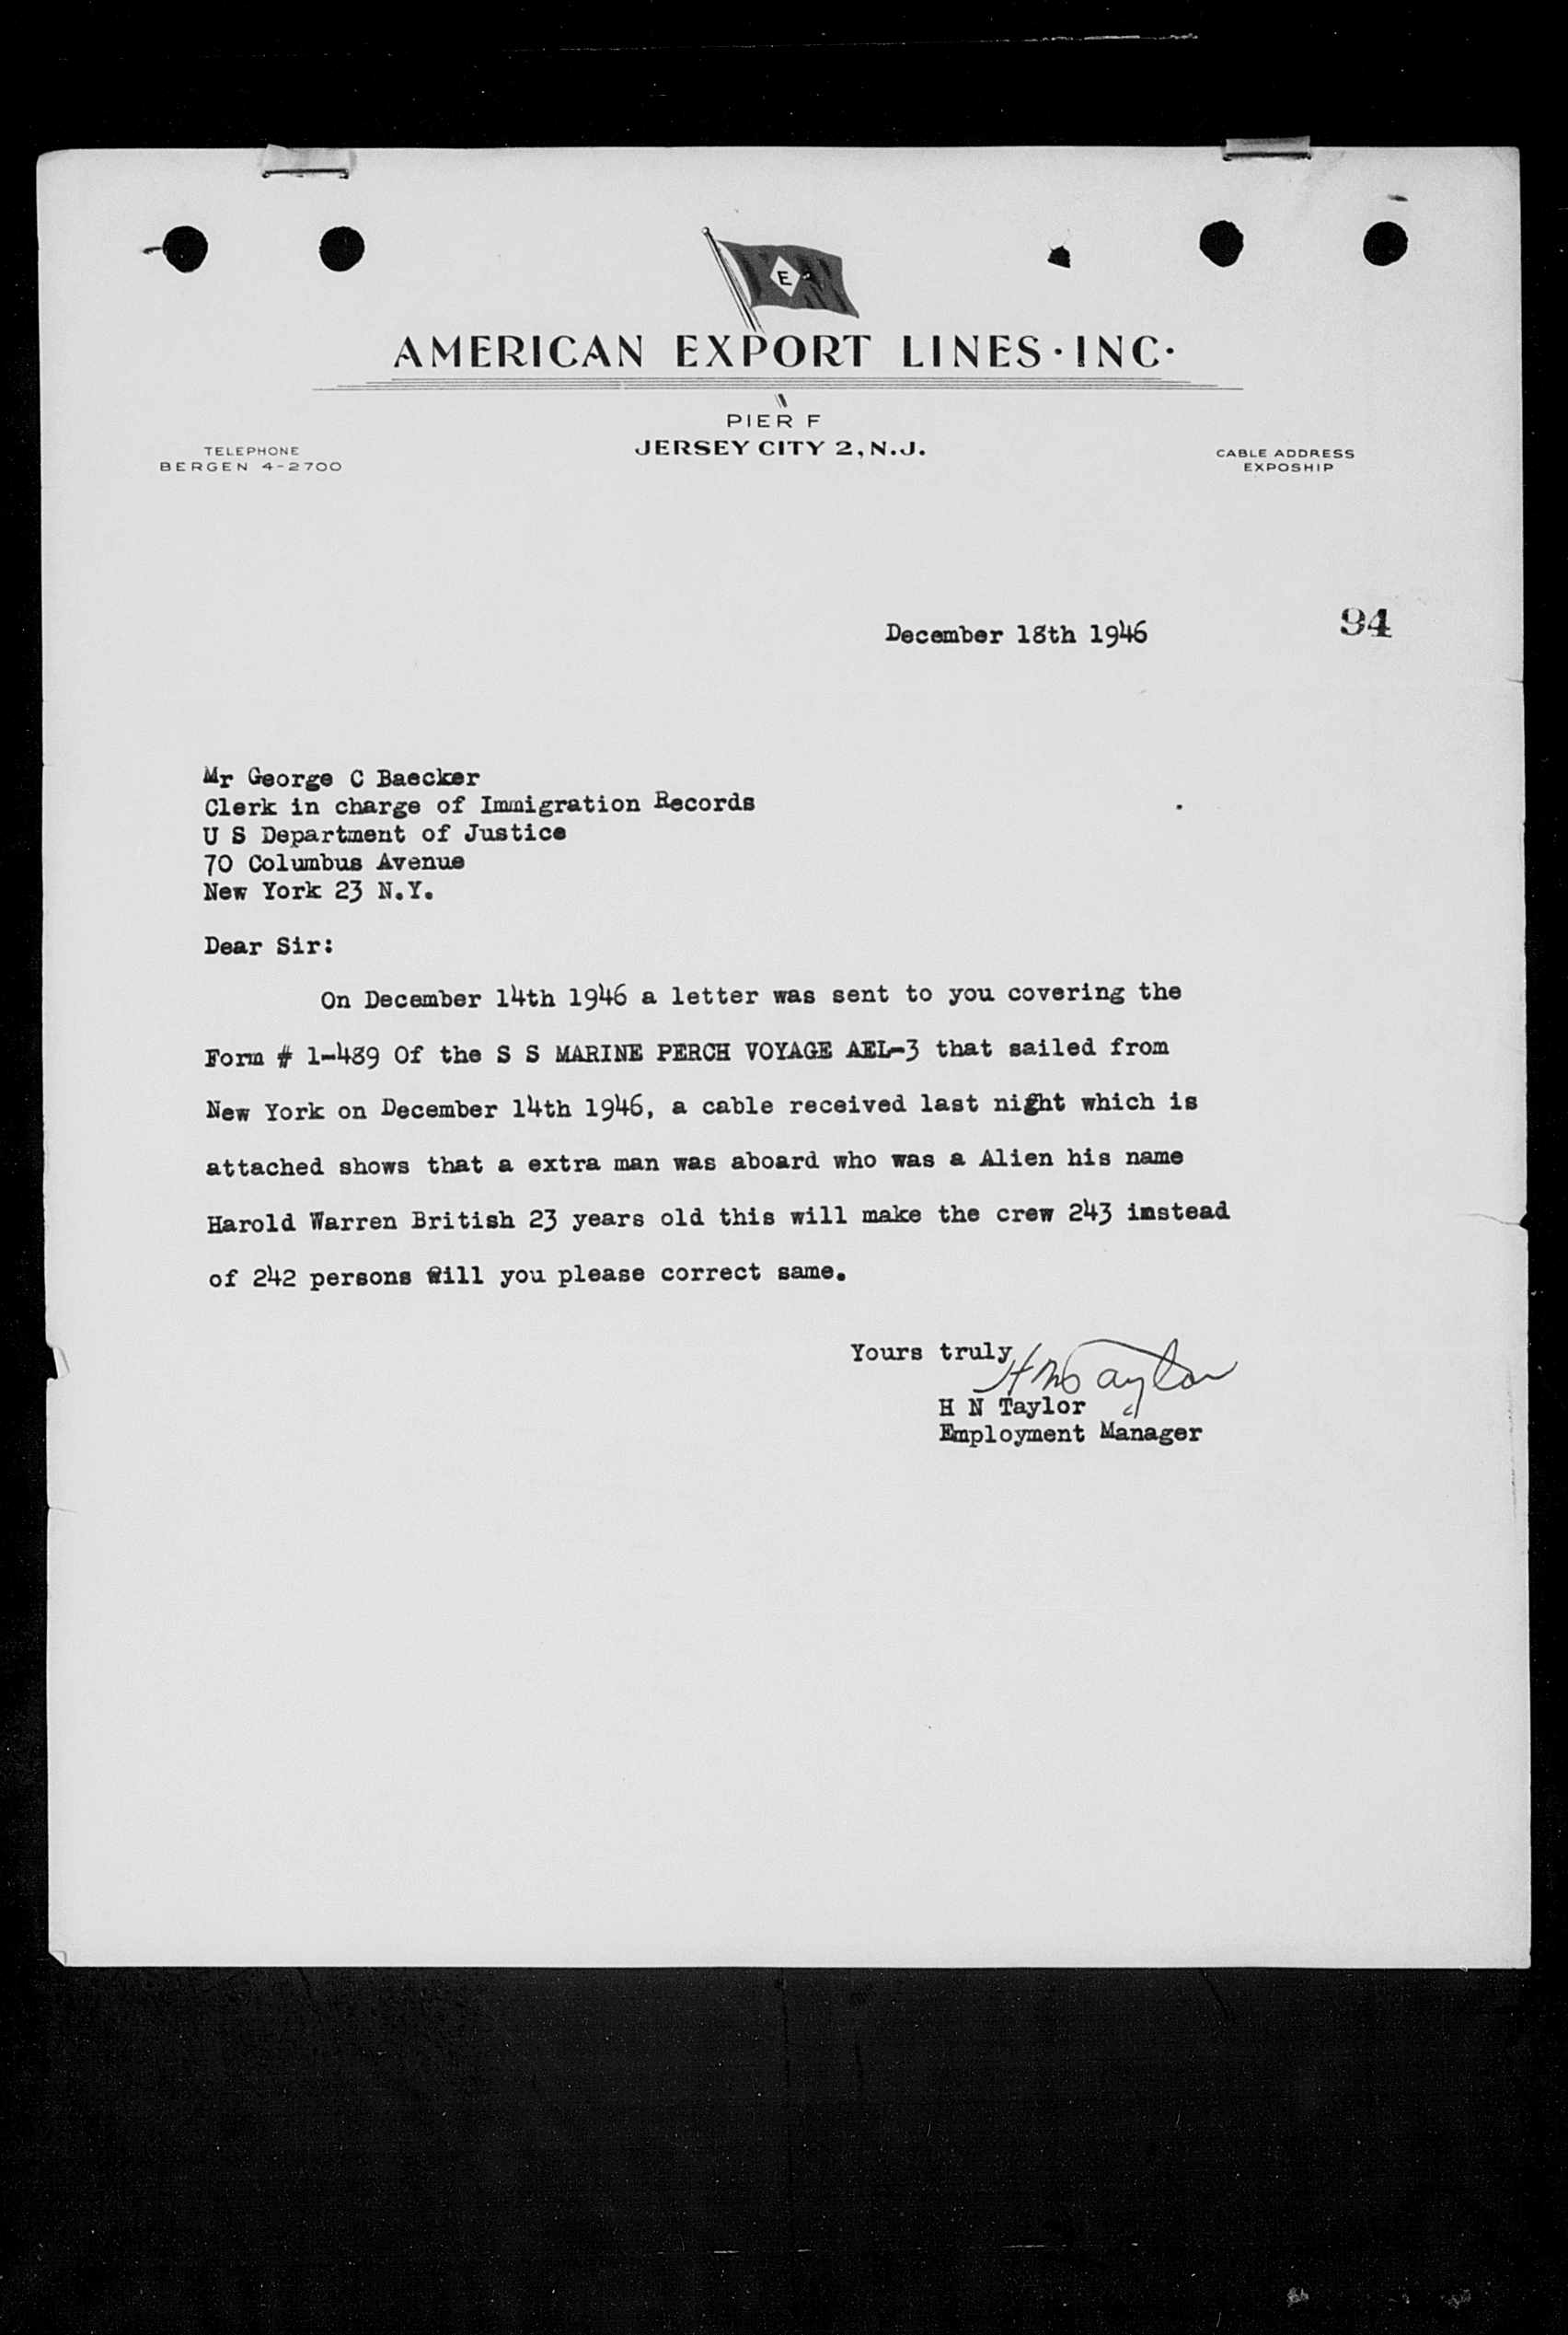 E
AMERICAN EXPORT LINES·INC·
PIER F
JERSEY CITY 2, N.J.
TELEPHONE
BERGEN 4-2700
CABLE ADDRESS
EXPOSHIP
December 18th 1946
94
Mr George C Baecker
Clerk in charge of Immigration Records
U S Department of Justice
70 Columbus Avenue
New York 23 N.Y.
Dear Sir:
On December 14th 1946 a letter was sent to you covering the
Form # 1-489 Of the S S MARINE PERCH VOYAGE AEL-3 that sailed from
New York on December 14th 1946, a cable received last night which is
attached shows that a extra man was aboard who was a Alien his name
Harold Warren British 23 years old this will make the crew 243 instead
of 242 persons Will you please correct same.
Yours truly
H N Taylor
H N Taylor
Employment Manager